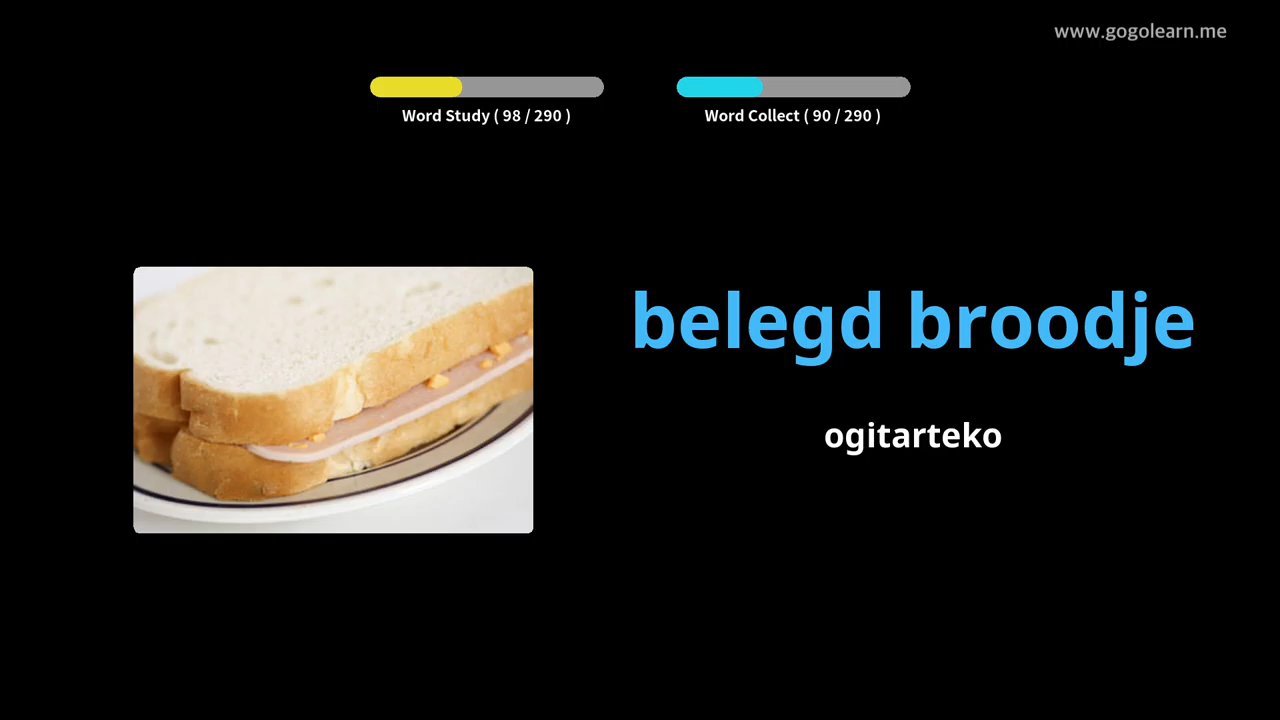 www.gogolearn.me
Word Study ( 98 / 290 )
Word Collect ( 90 / 290 )
belegd broodje
ogitarteko